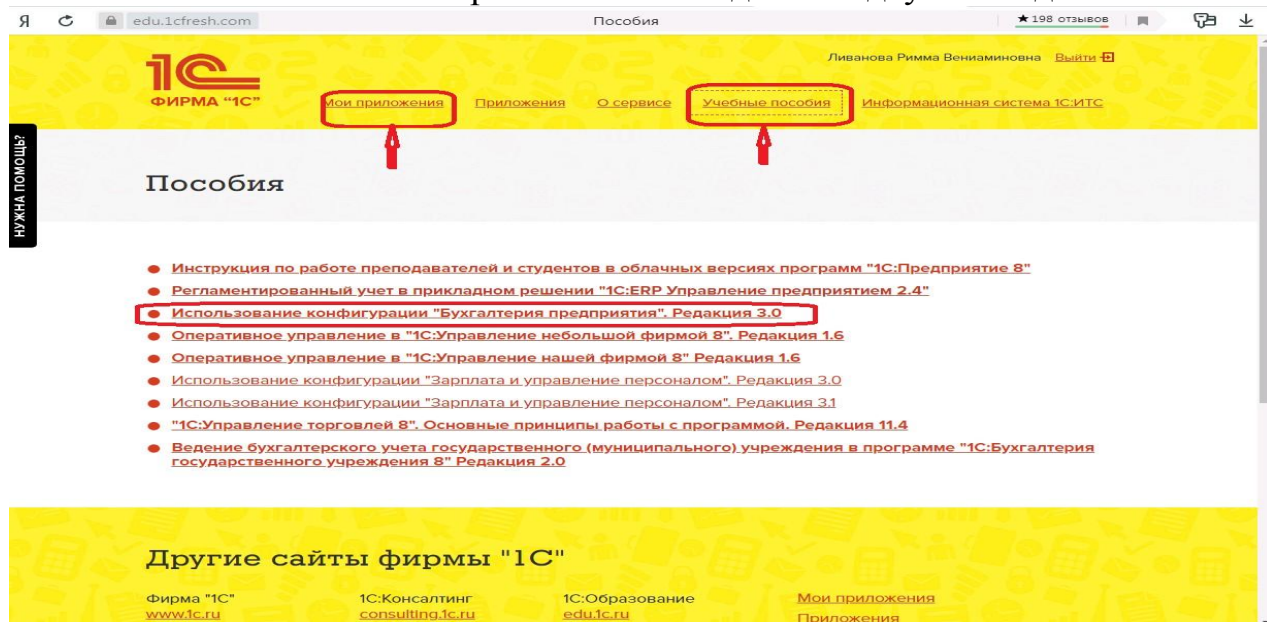 Я edu.1cfresh.com Пособия ★ 198 отзывов
1С
ФИРМА "1С"
Ливанова Римма Вениаминовна Выйти
Мои приложения Приложения О сервисе Учебные пособия Информационная система 1С:ИТС
НУЖНА ПОМОЩЬ?
Пособия
Инструкция по работе преподавателей и студентов в облачных версиях программ "1С:Предприятие 8"
Регламентированный учет в прикладном решении "1С:ERP Управление предприятием 2.4"
Использование конфигурации "Бухгалтерия предприятия". Редакция 3.0
Оперативное управление в "1С:Управление небольшой фирмой 8". Редакция 1.6
Оперативное управление в "1С:Управление нашей фирмой 8" Редакция 1.6
Использование конфигурации "Зарплата и управление персоналом". Редакция 3.0
Использование конфигурации "Зарплата и управление персоналом". Редакция 3.1
"1С:Управление торговлей 8". Основные принципы работы с программой. Редакция 11.4
Ведение бухгалтерского учета государственного (муниципального) учреждения в программе "1С:Бухгалтерия
государственного учреждения 8" Редакция 2.0
Другие сайты фирмы "1С"
Фирма "1С" 1С:Консалтинг 1С:Образование Мои приложения
www.1c.ru consulting.1c.ru edu.1c.ru Приложения